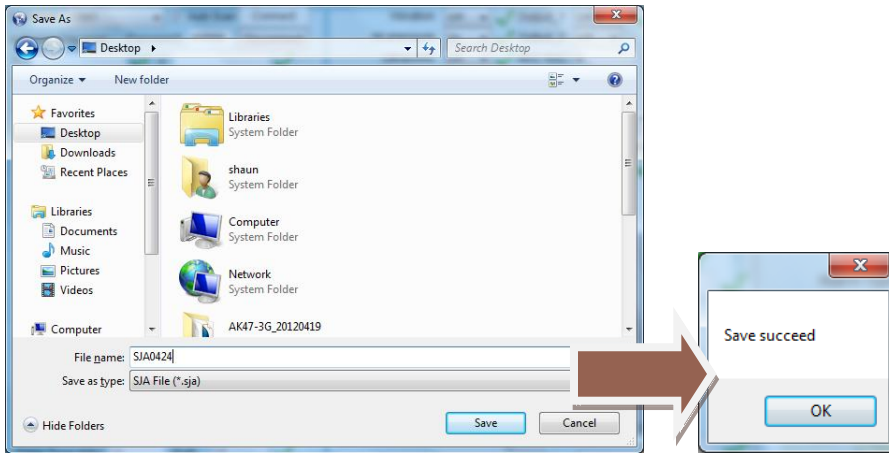 Save As
Desktop
Search Desktop
Organize
New folder
Favorites
Desktop
Downloads
Recent Places
Libraries
Documents
Music
Pictures
Videos
Computer
Libraries
System Folder
shaun
System Folder
Computer
System Folder
Network
System Folder
AK47-3G_20120419
File name: SJA0424
Save as type: SJA File (*.sja)
Hide Folders
Save
Cancel
Save succeed
OK